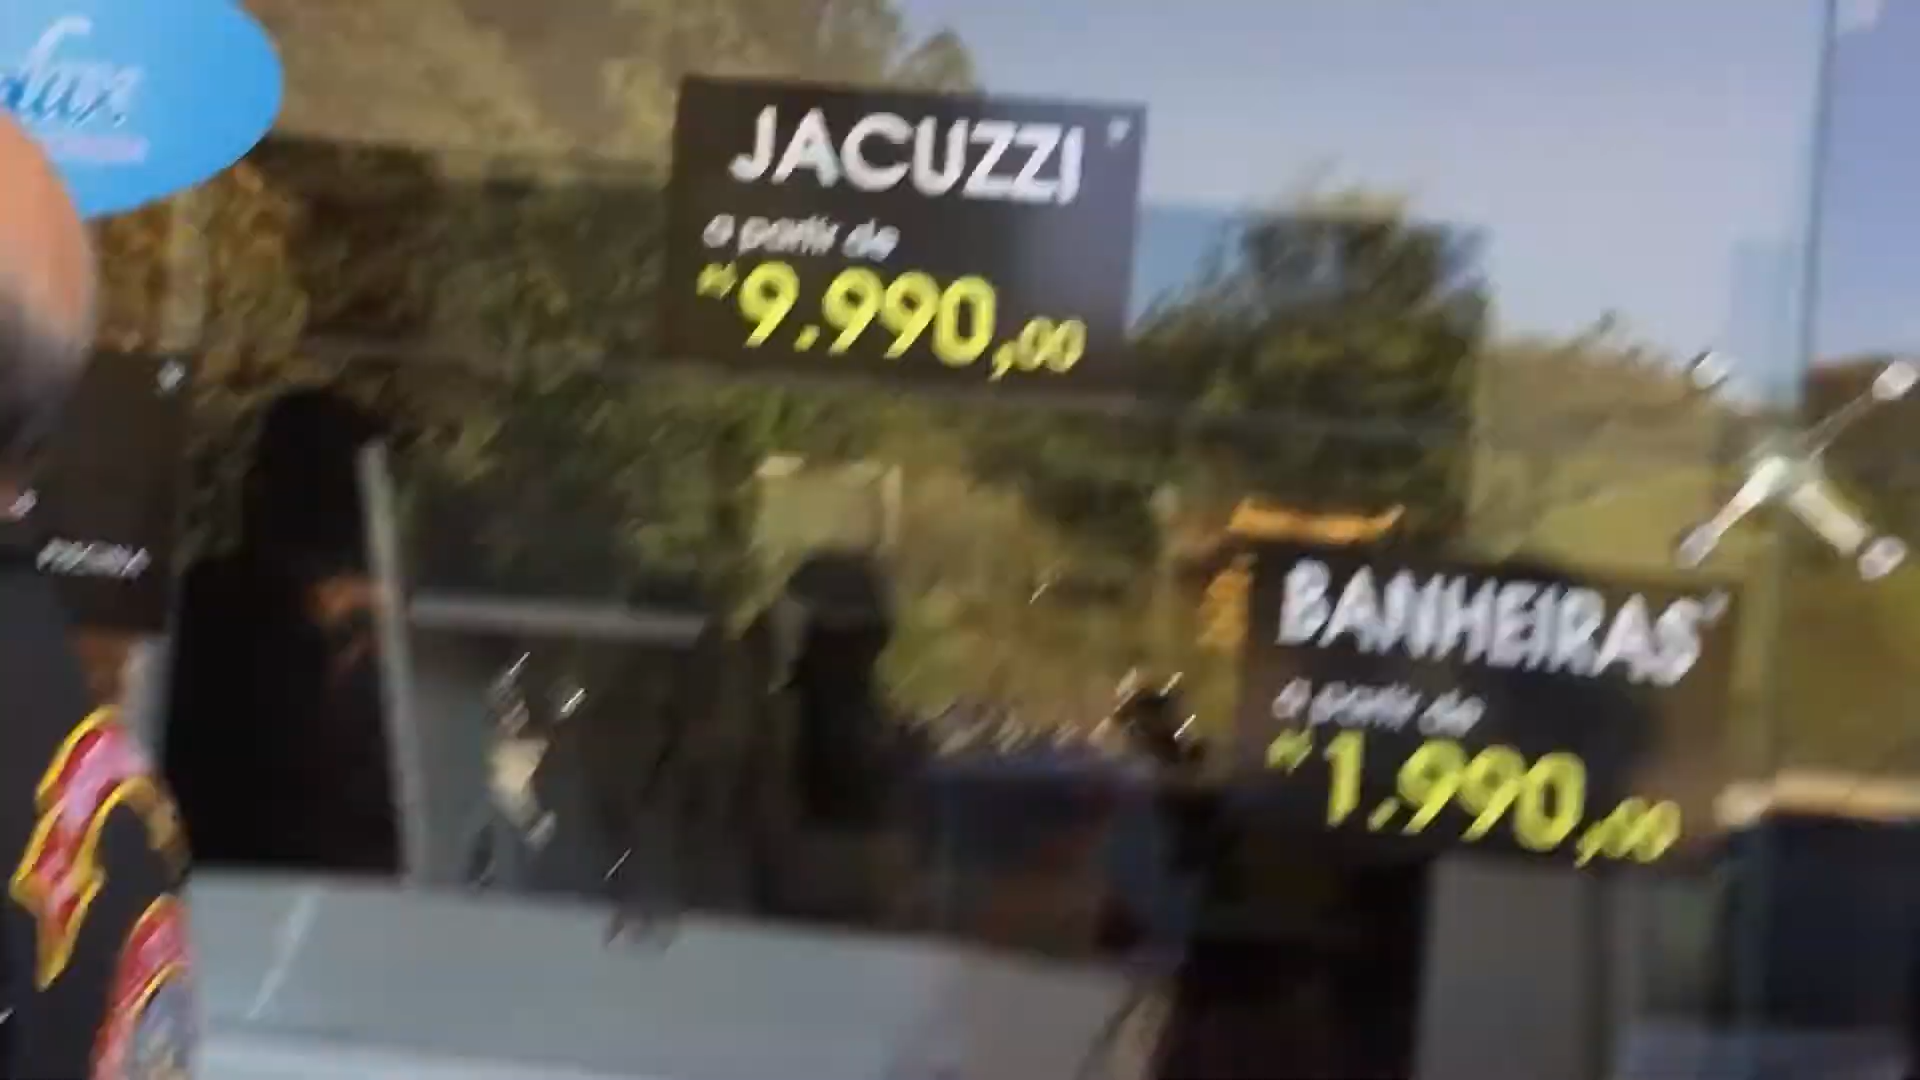 JACUZZI
a partir de
R$ 9.990,00
BANHEIRAS
a partir de
R$ 1.990,00